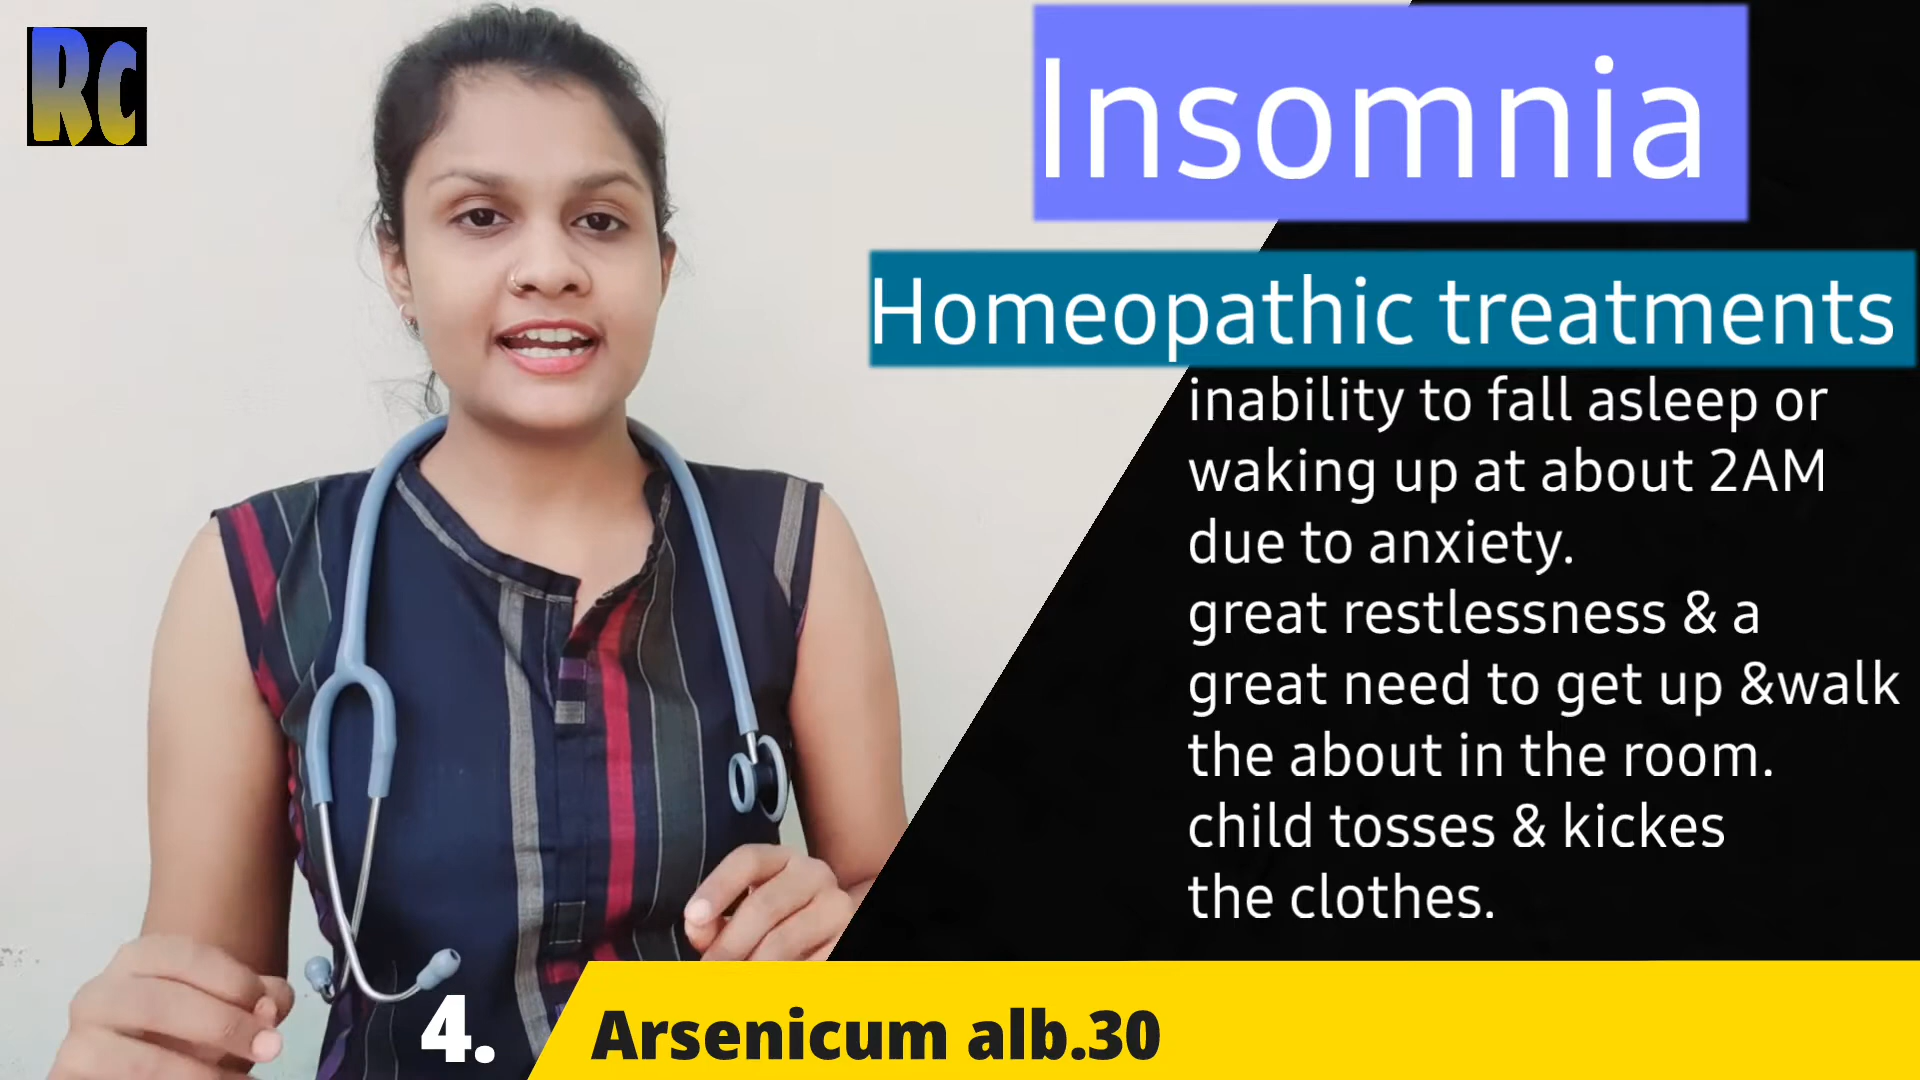 Rc
Insomnia
Homeopathic treatments
inability to fall asleep or
waking up at about 2AM
due to anxiety.
great restlessness & a
great need to get up &walk
the about in the room.
child tosses & kickes
the clothes.
4. Arsenicum alb.30